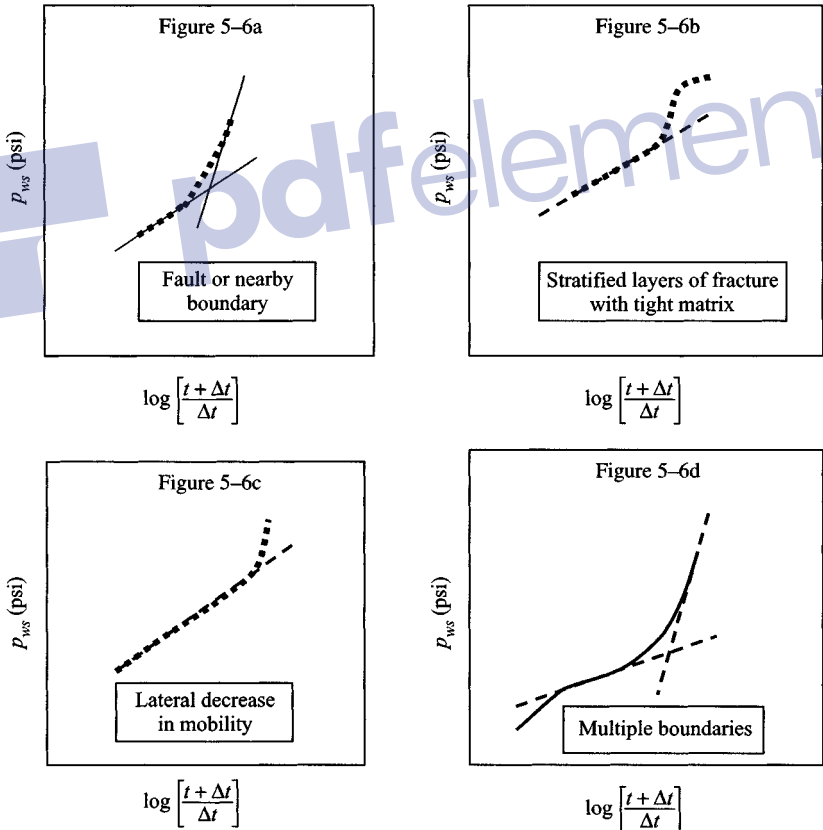 Figure 5–6a
p_ws (psi)
Fault or nearby
boundary
log [(t + Δt)/Δt]
Figure 5–6b
p_ws (psi)
Stratified layers of fracture
with tight matrix
log [(t + Δt)/Δt]
Figure 5–6c
p_ws (psi)
Lateral decrease
in mobility
log [(t + Δt)/Δt]
Figure 5–6d
p_ws (psi)
Multiple boundaries
log [(t + Δt)/Δt]
pdfelement